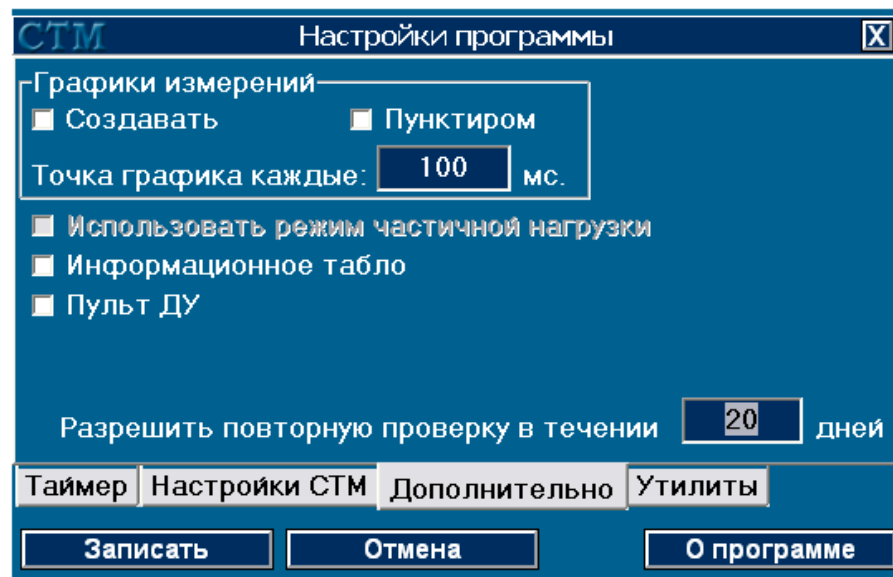 СТМ Настройки программы X
Графики измерений
Создавать Пунктиром
Точка графика каждые: 100 мс.
Использовать режим частичной нагрузки
Информационное табло
Пульт ДУ
Разрешить повторную проверку в течении 20 дней
Таймер Настройки СТМ Дополнительно Утилиты
Записать Отмена О программе